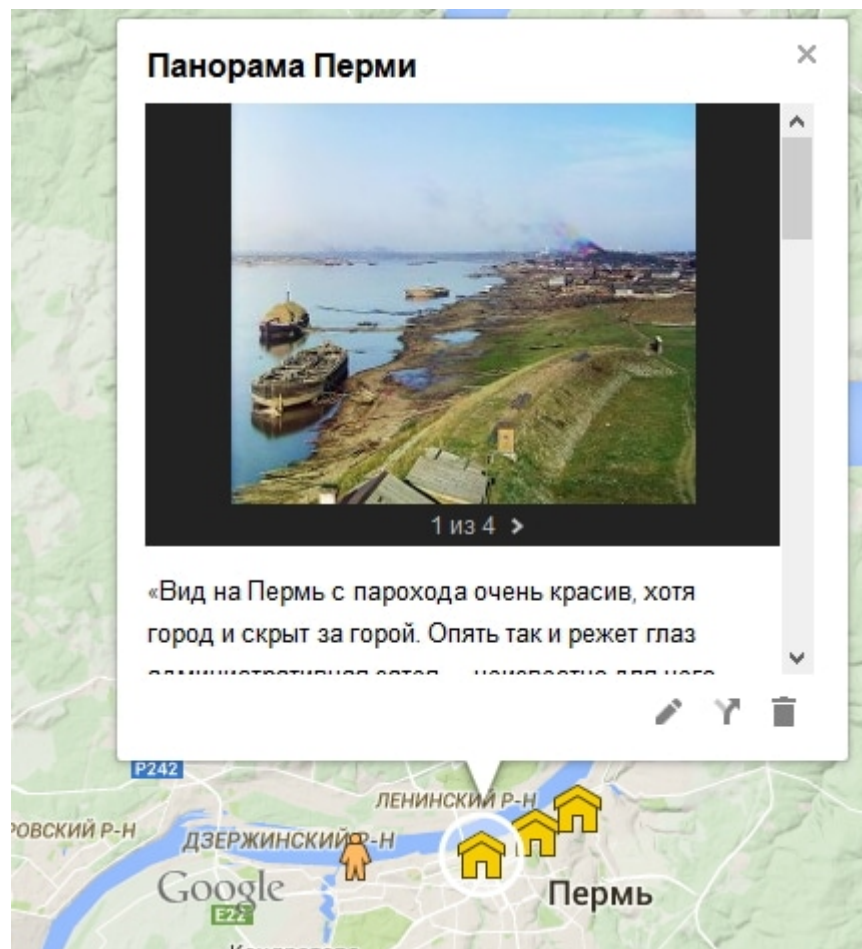 Панорама Перми
1 из 4
«Вид на Пермь с парохода очень красив, хотя
город и скрыт за горой. Опять так и режет глаз
P242
ЛЕНИНСКИЙ Р-Н
ОВСКИЙ Р-Н
ДЗЕРЖИНСКИЙ Р-Н
Google
Пермь
E22